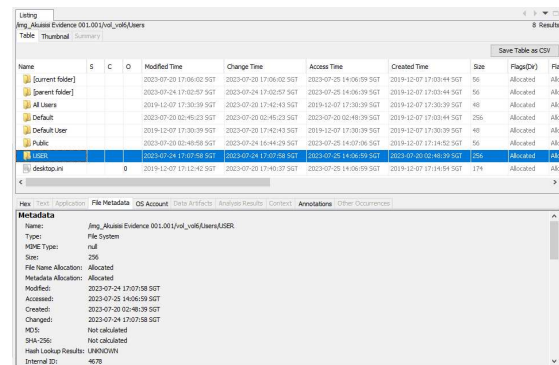 Listing
/img_Akuisisi Evidence 001.001/vol_vol6/Users 8 Results
Table Thumbnail Summary
Save Table as CSV
Name S C O Modified Time Change Time Access Time Created Time Size Flags(Dir) Fla
[current folder] 2023-07-20 17:06:02 SGT 2023-07-20 17:06:02 SGT 2023-07-25 14:06:59 SGT 2019-12-07 17:03:44 SGT 56 Allocated Allo
[parent folder] 2023-07-24 17:02:57 SGT 2023-07-24 17:02:57 SGT 2023-07-25 14:06:39 SGT 2019-12-07 17:03:44 SGT 56 Allocated Allo
All Users 2019-12-07 17:30:39 SGT 2023-07-20 17:42:43 SGT 2019-12-07 17:30:39 SGT 2019-12-07 17:30:39 SGT 48 Allocated Allo
Default 2023-07-20 02:45:23 SGT 2023-07-20 02:45:23 SGT 2023-07-20 02:48:39 SGT 2019-12-07 17:03:44 SGT 256 Allocated Allo
Default User 2019-12-07 17:30:39 SGT 2023-07-20 17:42:43 SGT 2019-12-07 17:30:39 SGT 2019-12-07 17:30:39 SGT 48 Allocated Allo
Public 2023-07-20 02:48:58 SGT 2023-07-24 16:44:29 SGT 2023-07-25 14:07:06 SGT 2019-12-07 17:14:52 SGT 56 Allocated Allo
USER 2023-07-24 17:07:58 SGT 2023-07-24 17:07:58 SGT 2023-07-25 14:06:59 SGT 2023-07-20 02:48:39 SGT 256 Allocated Allo
desktop.ini 0 2019-12-07 17:12:42 SGT 2023-07-20 17:40:37 SGT 2023-07-25 14:06:59 SGT 2019-12-07 17:14:54 SGT 174 Allocated Allo
Hex Text Application File Metadata OS Account Data Artifacts Analysis Results Context Annotations Other Occurrences
Metadata
Name: /img_Akuisisi Evidence 001.001/vol_vol6/Users/USER
Type: File System
MIME Type: null
Size: 256
File Name Allocation: Allocated
Metadata Allocation: Allocated
Modified: 2023-07-24 17:07:58 SGT
Accessed: 2023-07-25 14:06:59 SGT
Created: 2023-07-20 02:48:39 SGT
Changed: 2023-07-24 17:07:58 SGT
MD5: Not calculated
SHA-256: Not calculated
Hash Lookup Results: UNKNOWN
Internal ID: 4678